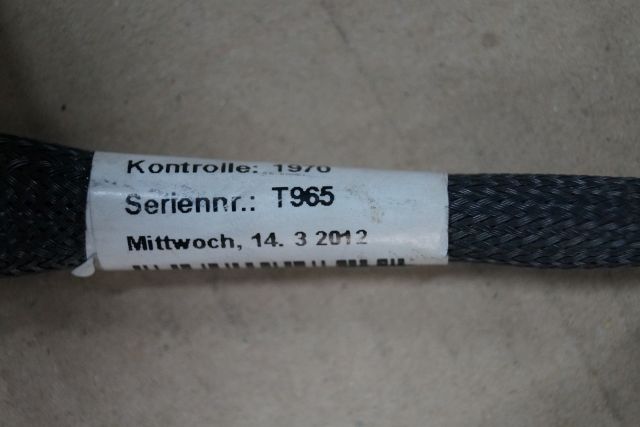 Kontrolle: 1976
Seriennr.: T965
Mittwoch, 14. 3 2012